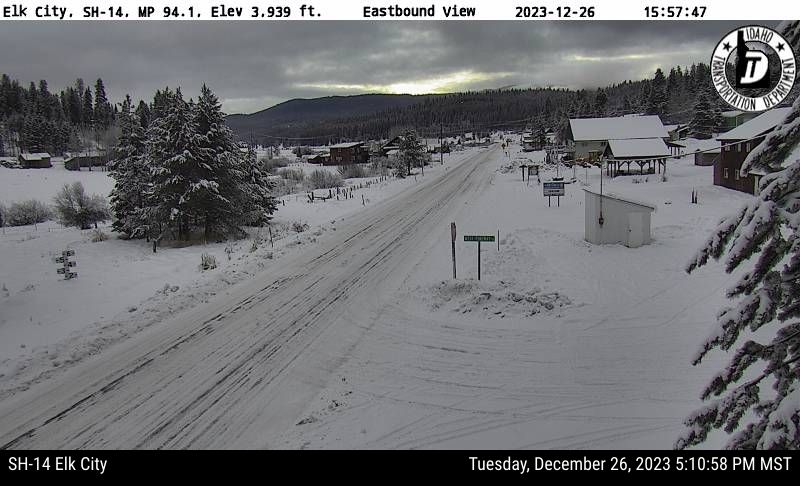 Elk City, SH-14, MP 94.1, Elev 3,939 ft. Eastbound View 2023-12-26 15:57:47
IDAHO
TRANSPORTATION DEPARTMENT
SH-14 Elk City Tuesday, December 26, 2023 5:10:58 PM MST